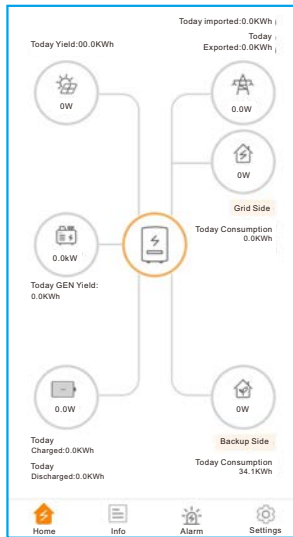 Today imported:0.0KWh
Today
Exported:0.0KWh
Today Yield:00.0KWh
0W
0.0W
0W
Grid Side
Today Consumption
0.0KWh
0.0kW
Today GEN Yield:
0.0KWh
0.0W
0W
Today
Charged:0.0KWh
Today
Discharged:0.0KWh
Backup Side
Today Consumption
34.1KWh
Home
Info
Alarm
Settings